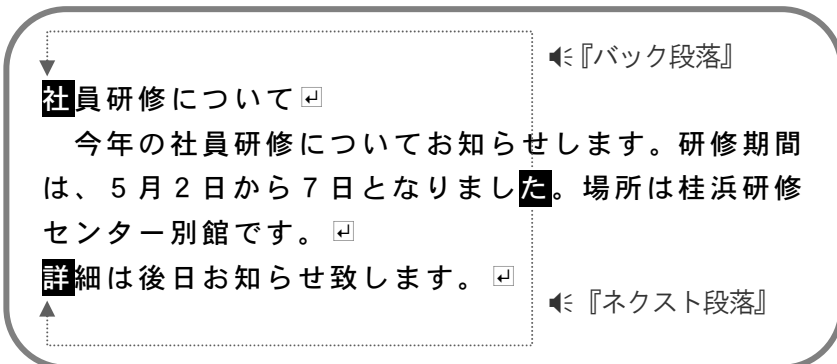 『バック段落』
社員研修について↵
　今年の社員研修についてお知らせします。研修期間
は、５月２日から７日となりました。場所は桂浜研修
センター別館です。↵
詳細は後日お知らせ致します。↵
『ネクスト段落』